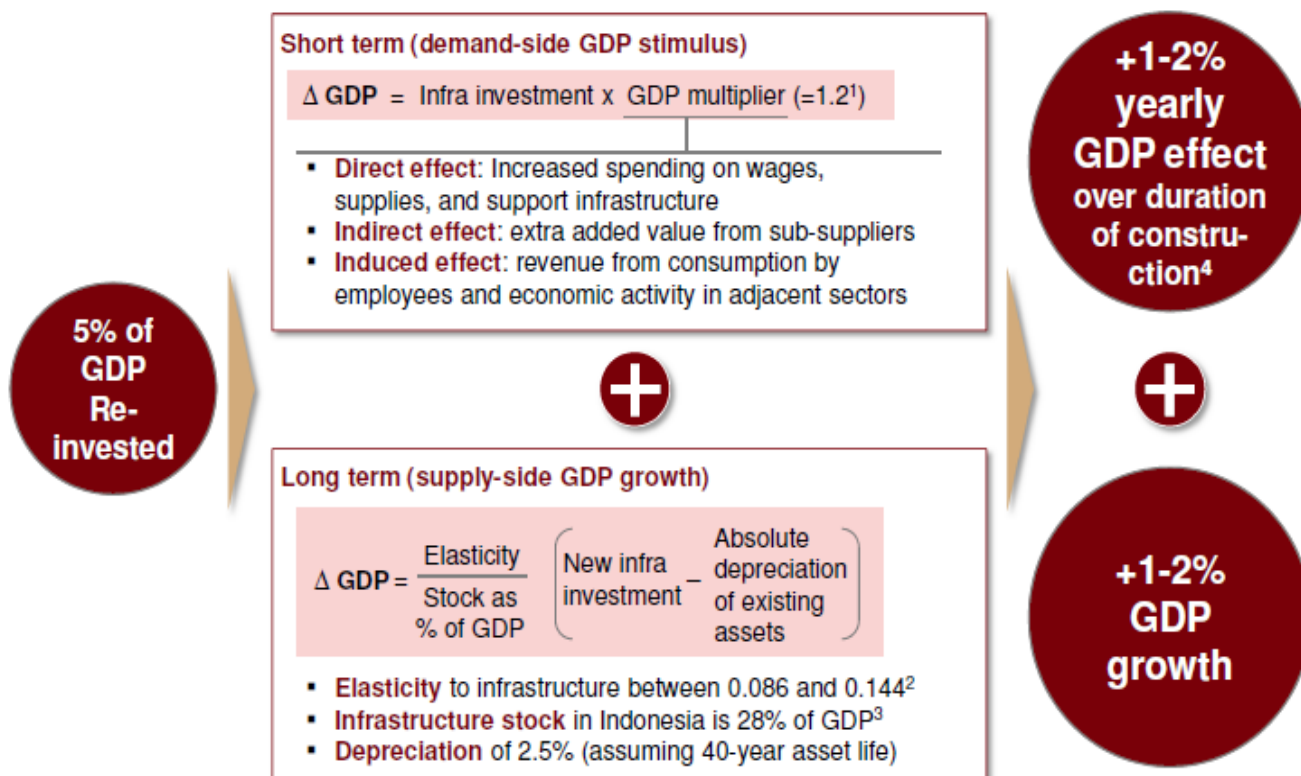 5% of
GDP
Re-
invested
Short term (demand-side GDP stimulus)
Δ GDP = Infra investment x GDP multiplier (=1.2¹)
▪ Direct effect: Increased spending on wages,
supplies, and support infrastructure
▪ Indirect effect: extra added value from sub-suppliers
▪ Induced effect: revenue from consumption by
employees and economic activity in adjacent sectors
+
Long term (supply-side GDP growth)
Δ GDP =
Elasticity
Stock as
% of GDP
New infra
investment
–
Absolute
depreciation
of existing
assets
▪ Elasticity to infrastructure between 0.086 and 0.144²
▪ Infrastructure stock in Indonesia is 28% of GDP³
▪ Depreciation of 2.5% (assuming 40-year asset life)
+1-2%
yearly
GDP effect
over duration
of constru-
ction⁴
+
+1-2%
GDP
growth